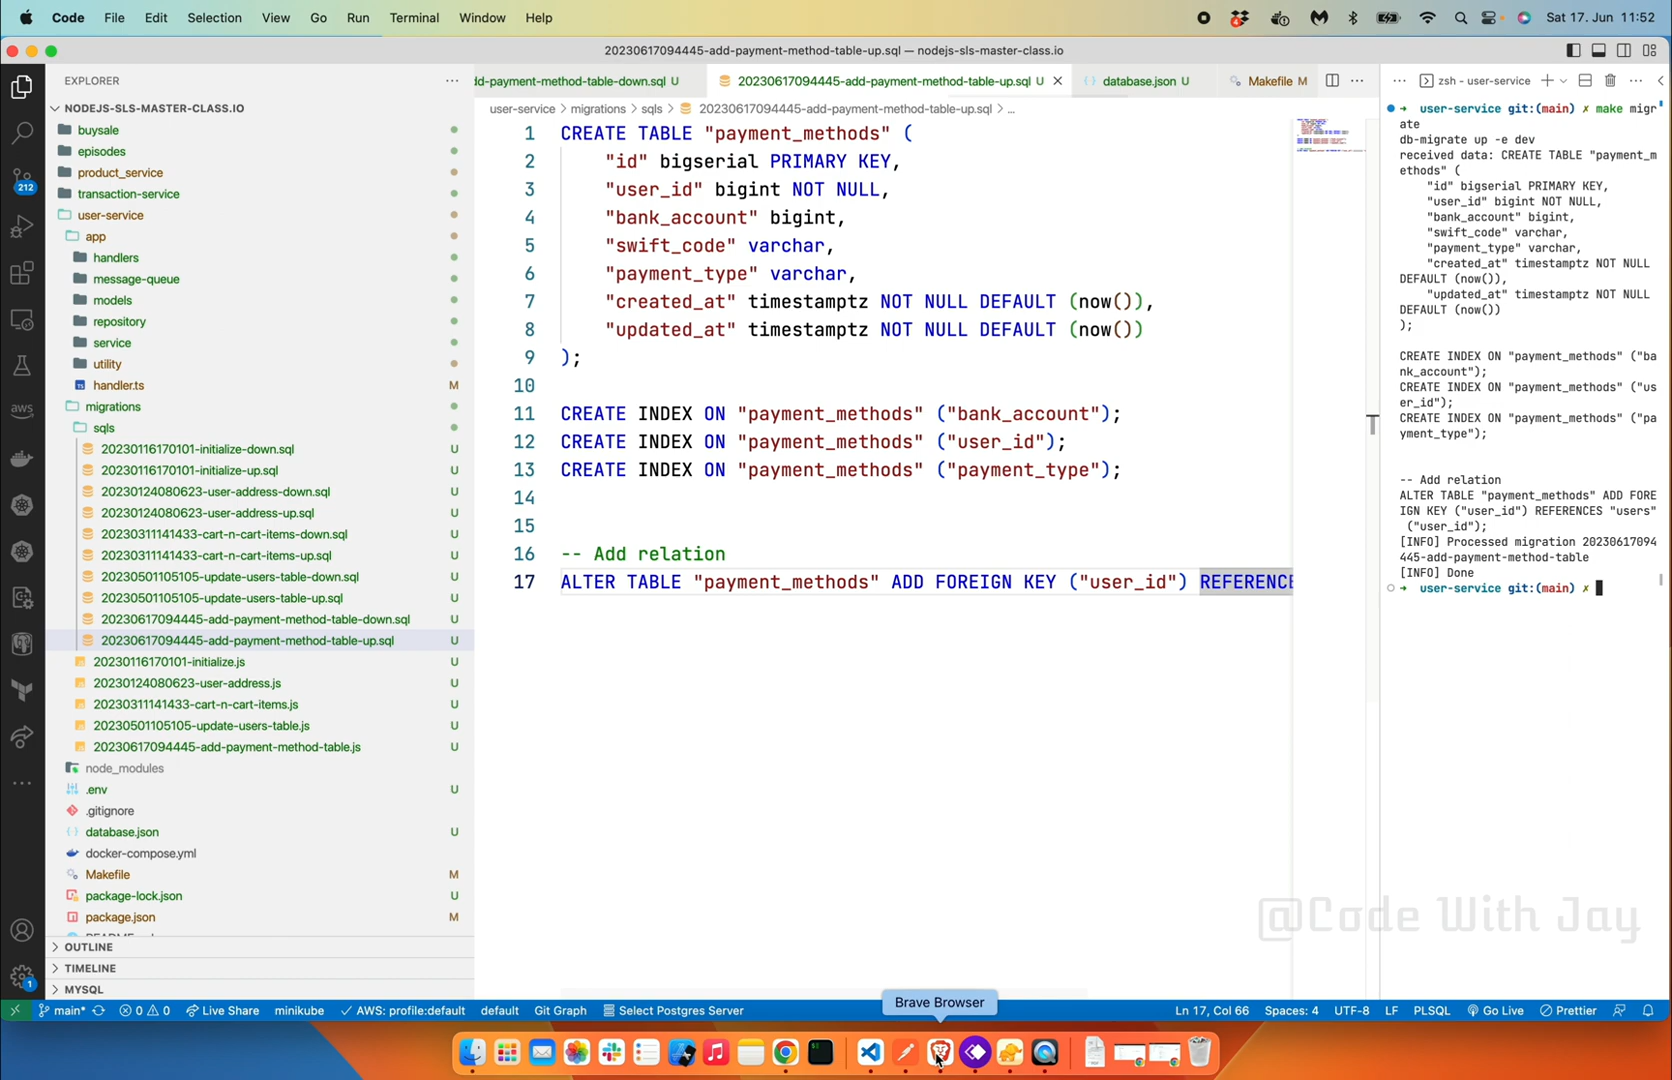 Code File Edit Selection View Go Run Terminal Window Help
Sat 17. Jun 11:52
20230617094445-add-payment-method-table-up.sql — nodejs-sls-master-class.io
EXPLORER
NODEJS-SLS-MASTER-CLASS.IO
buysale
episodes
product_service
transaction-service
user-service
app
handlers
message-queue
models
repository
service
utility
handler.ts M
migrations
sqls
20230116170101-initialize-down.sql U
20230116170101-initialize-up.sql U
20230124080623-user-address-down.sql U
20230124080623-user-address-up.sql U
20230311141433-cart-n-cart-items-down.sql U
20230311141433-cart-n-cart-items-up.sql U
20230501105105-update-users-table-down.sql U
20230501105105-update-users-table-up.sql U
20230617094445-add-payment-method-table-down.sql U
20230617094445-add-payment-method-table-up.sql U
20230116170101-initialize.js U
20230124080623-user-address.js U
20230311141433-cart-n-cart-items.js U
20230501105105-update-users-table.js U
20230617094445-add-payment-method-table.js U
node_modules
.env U
.gitignore
database.json U
docker-compose.yml
Makefile M
package-lock.json U
package.json M
OUTLINE
TIMELINE
MYSQL
212
aws
1
dd-payment-method-table-down.sql U
20230617094445-add-payment-method-table-up.sql U
database.json U
Makefile M
user-service > migrations > sqls > 20230617094445-add-payment-method-table-up.sql > ...
1 CREATE TABLE "payment_methods" (
2 "id" bigserial PRIMARY KEY,
3 "user_id" bigint NOT NULL,
4 "bank_account" bigint,
5 "swift_code" varchar,
6 "payment_type" varchar,
7 "created_at" timestamptz NOT NULL DEFAULT (now()),
8 "updated_at" timestamptz NOT NULL DEFAULT (now())
9 );
10
11 CREATE INDEX ON "payment_methods" ("bank_account");
12 CREATE INDEX ON "payment_methods" ("user_id");
13 CREATE INDEX ON "payment_methods" ("payment_type");
14
15
16 -- Add relation
17 ALTER TABLE "payment_methods" ADD FOREIGN KEY ("user_id") REFERENCE
zsh - user-service
→ user-service git:(main) ✗ make migr
ate
db-migrate up -e dev
received data: CREATE TABLE "payment_m
ethods" (
"id" bigserial PRIMARY KEY,
"user_id" bigint NOT NULL,
"bank_account" bigint,
"swift_code" varchar,
"payment_type" varchar,
"created_at" timestamptz NOT NULL
DEFAULT (now()),
"updated_at" timestamptz NOT NULL
DEFAULT (now())
);
CREATE INDEX ON "payment_methods" ("ba
nk_account");
CREATE INDEX ON "payment_methods" ("us
er_id");
CREATE INDEX ON "payment_methods" ("pa
yment_type");
-- Add relation
ALTER TABLE "payment_methods" ADD FORE
IGN KEY ("user_id") REFERENCES "users"
("user_id");
[INFO] Processed migration 20230617094
445-add-payment-method-table
[INFO] Done
→ user-service git:(main) ✗
@Code With Jay
Brave Browser
main* 0 0 Live Share minikube AWS: profile:default default Git Graph Select Postgres Server
Ln 17, Col 66 Spaces: 4 UTF-8 LF PLSQL Go Live Prettier